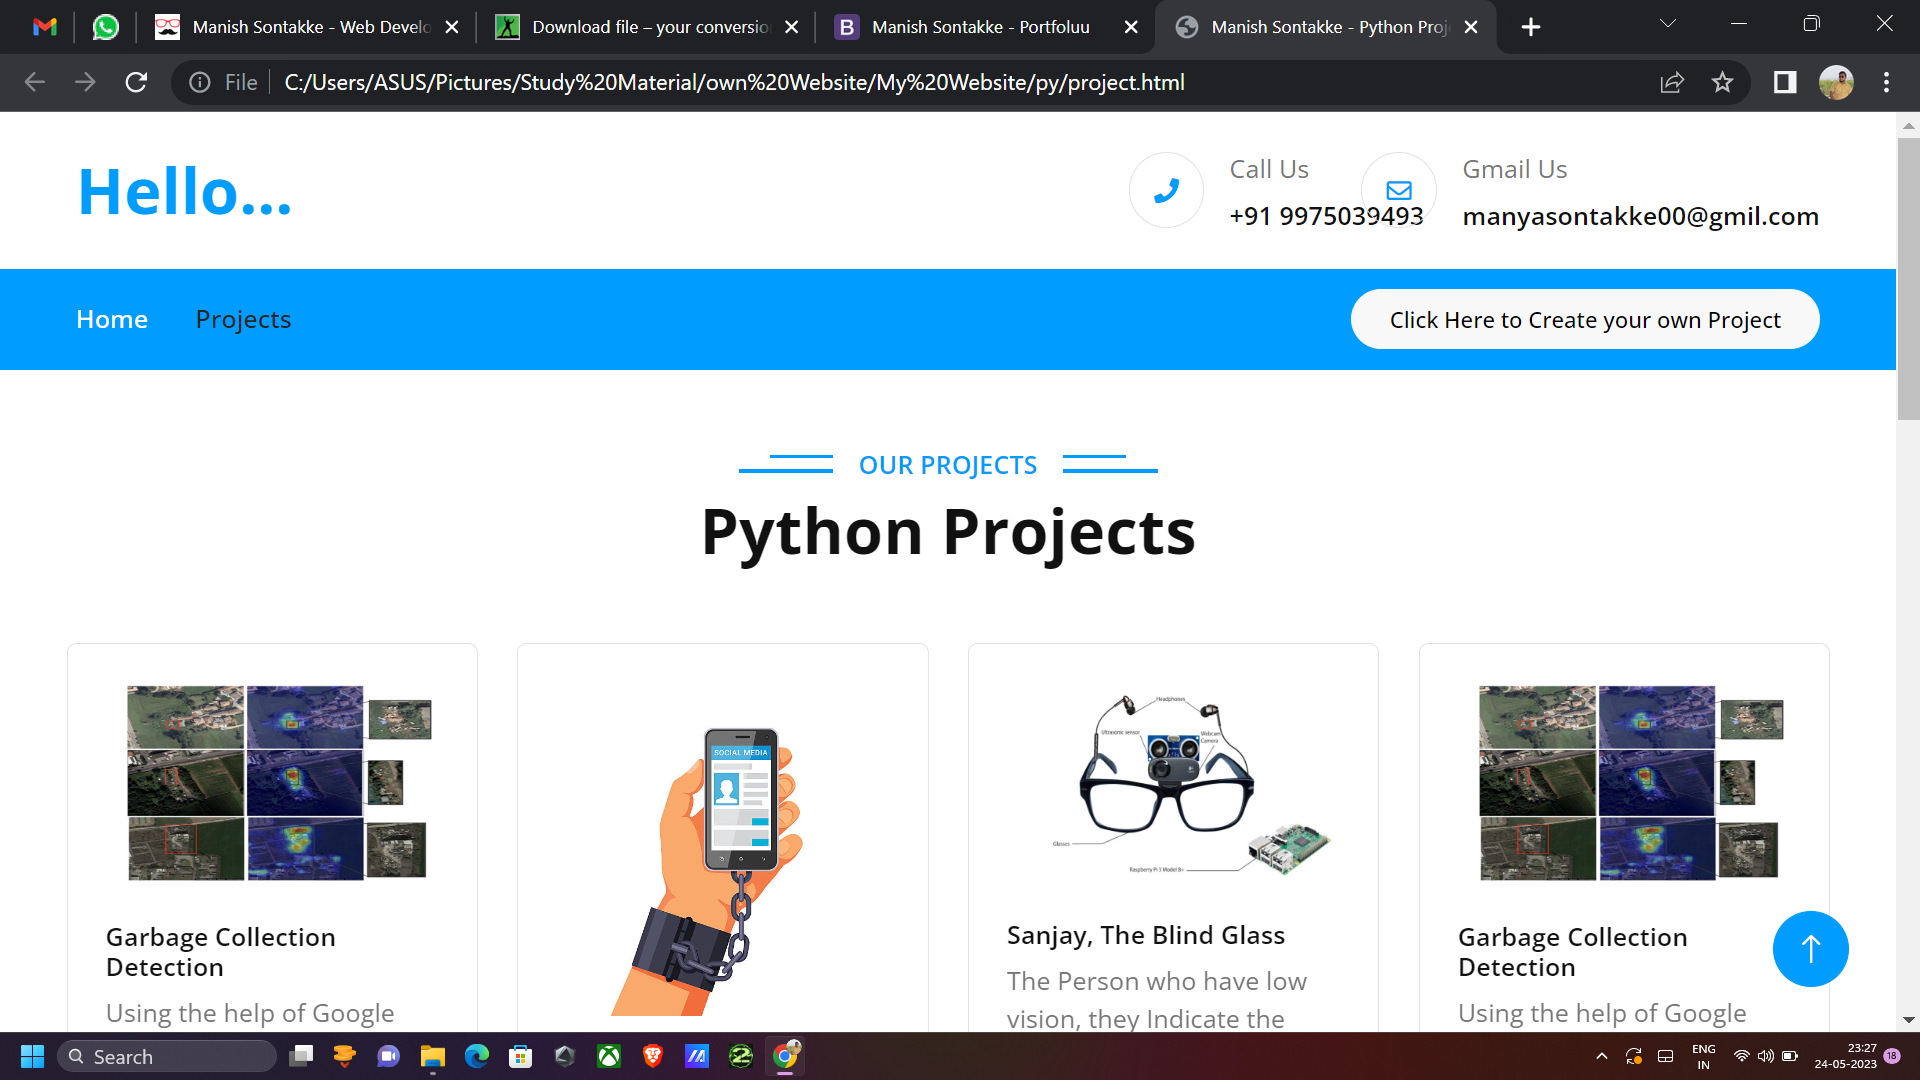 Manish Sontakke - Web Develo
Download file – your conversio
Manish Sontakke - Portfoluu
Manish Sontakke - Python Proj
File
C:/Users/ASUS/Pictures/Study%20Material/own%20Website/My%20Website/py/project.html
Hello...
Call Us
+91 9975039493
Gmail Us
manyasontakke00@gmil.com
Home
Projects
Click Here to Create your own Project
OUR PROJECTS
Python Projects
Garbage Collection
Detection
Using the help of Google
SOCIAL MEDIA
Headphones
Ultrasonic sensor
Webcam
Camera
Glasses
Raspberry Pi 3 Model B+
Sanjay, The Blind Glass
The Person who have low
vision, they Indicate the
Garbage Collection
Detection
Using the help of Google
Search
ENG
IN
23:27
24-05-2023
18